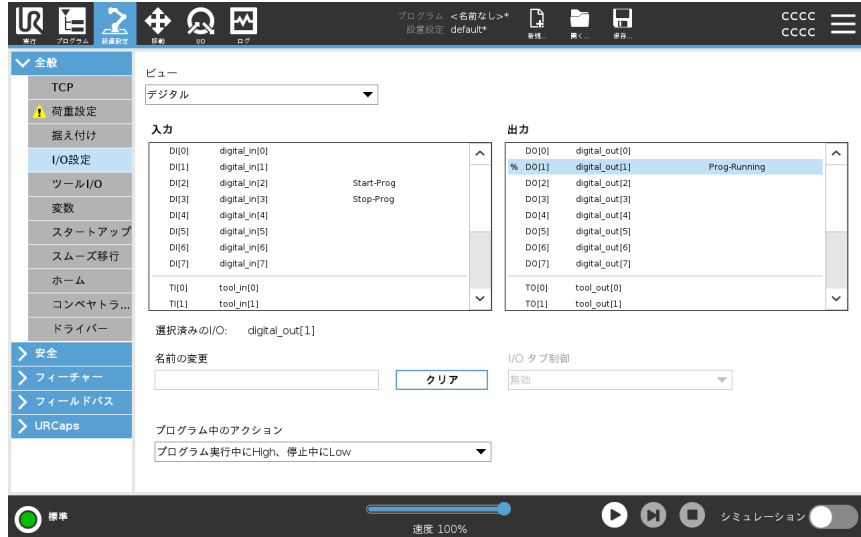 UR
実行
プログラム
設置設定
移動
I/O
ログ
プログラム <名前なし>*
設置設定 default*
新規...
開く...
保存...
cccc
cccc
全般
TCP
荷重設定
据え付け
I/O設定
ツールI/O
変数
スタートアップ
スムーズ移行
ホーム
コンベヤトラ...
ドライバー
安全
フィーチャー
フィールドバス
URCaps
ビュー
デジタル
入力
DI[0] digital_in[0]
DI[1] digital_in[1]
DI[2] digital_in[2] Start-Prog
DI[3] digital_in[3] Stop-Prog
DI[4] digital_in[4]
DI[5] digital_in[5]
DI[6] digital_in[6]
DI[7] digital_in[7]
TI[0] tool_in[0]
TI[1] tool_in[1]
出力
DO[0] digital_out[0]
% DO[1] digital_out[1] Prog-Running
DO[2] digital_out[2]
DO[3] digital_out[3]
DO[4] digital_out[4]
DO[5] digital_out[5]
DO[6] digital_out[6]
DO[7] digital_out[7]
TO[0] tool_out[0]
TO[1] tool_out[1]
選択済みのI/O: digital_out[1]
名前の変更
クリア
I/O タブ制御
無効
プログラム中のアクション
プログラム実行中にHigh、停止中にLow
標準
速度 100%
シミュレーション